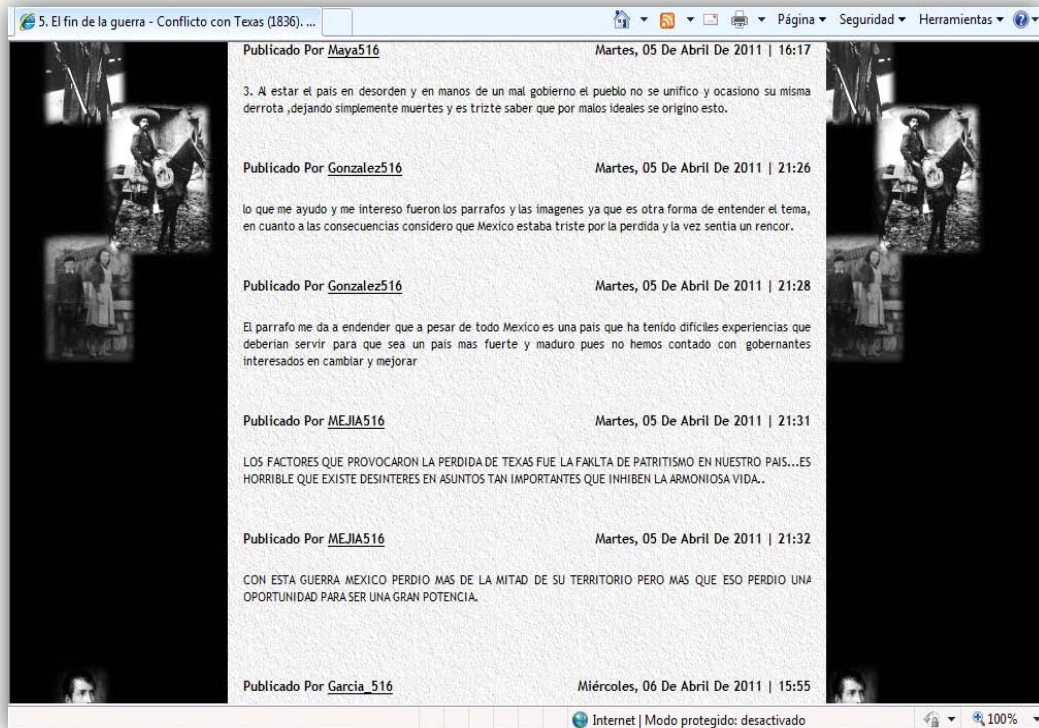 5. El fin de la guerra - Conflicto con Texas (1836). ...
Página Seguridad Herramientas
Publicado Por Maya516 Martes, 05 De Abril De 2011 | 16:17
3. Al estar el pais en desorden y en manos de un mal gobierno el pueblo no se unifico y ocasiono su misma
derrota ,dejando simplemente muertes y es trizte saber que por malos ideales se origino esto.
Publicado Por Gonzalez516 Martes, 05 De Abril De 2011 | 21:26
lo que me ayudo y me intereso fueron los parrafos y las imagenes ya que es otra forma de entender el tema,
en cuanto a las consecuencias considero que Mexico estaba triste por la perdida y la vez sentia un rencor.
Publicado Por Gonzalez516 Martes, 05 De Abril De 2011 | 21:28
El parrafo me da a endender que a pesar de todo Mexico es una pais que ha tenido difíciles experiencias que
deberian servir para que sea un pais mas fuerte y maduro pues no hemos contado con gobernantes
interesados en cambiar y mejorar
Publicado Por MEJIA516 Martes, 05 De Abril De 2011 | 21:31
LOS FACTORES QUE PROVOCARON LA PERDIDA DE TEXAS FUE LA FAKLTA DE PATRITISMO EN NUESTRO PAIS...ES
HORRIBLE QUE EXISTE DESINTERES EN ASUNTOS TAN IMPORTANTES QUE INHIBEN LA ARMONIOSA VIDA..
Publicado Por MEJIA516 Martes, 05 De Abril De 2011 | 21:32
CON ESTA GUERRA MEXICO PERDIO MAS DE LA MITAD DE SU TERRITORIO PERO MAS QUE ESO PERDIO UNA
OPORTUNIDAD PARA SER UNA GRAN POTENCIA.
Publicado Por Garcia_516 Miércoles, 06 De Abril De 2011 | 15:55
Internet | Modo protegido: desactivado 100%